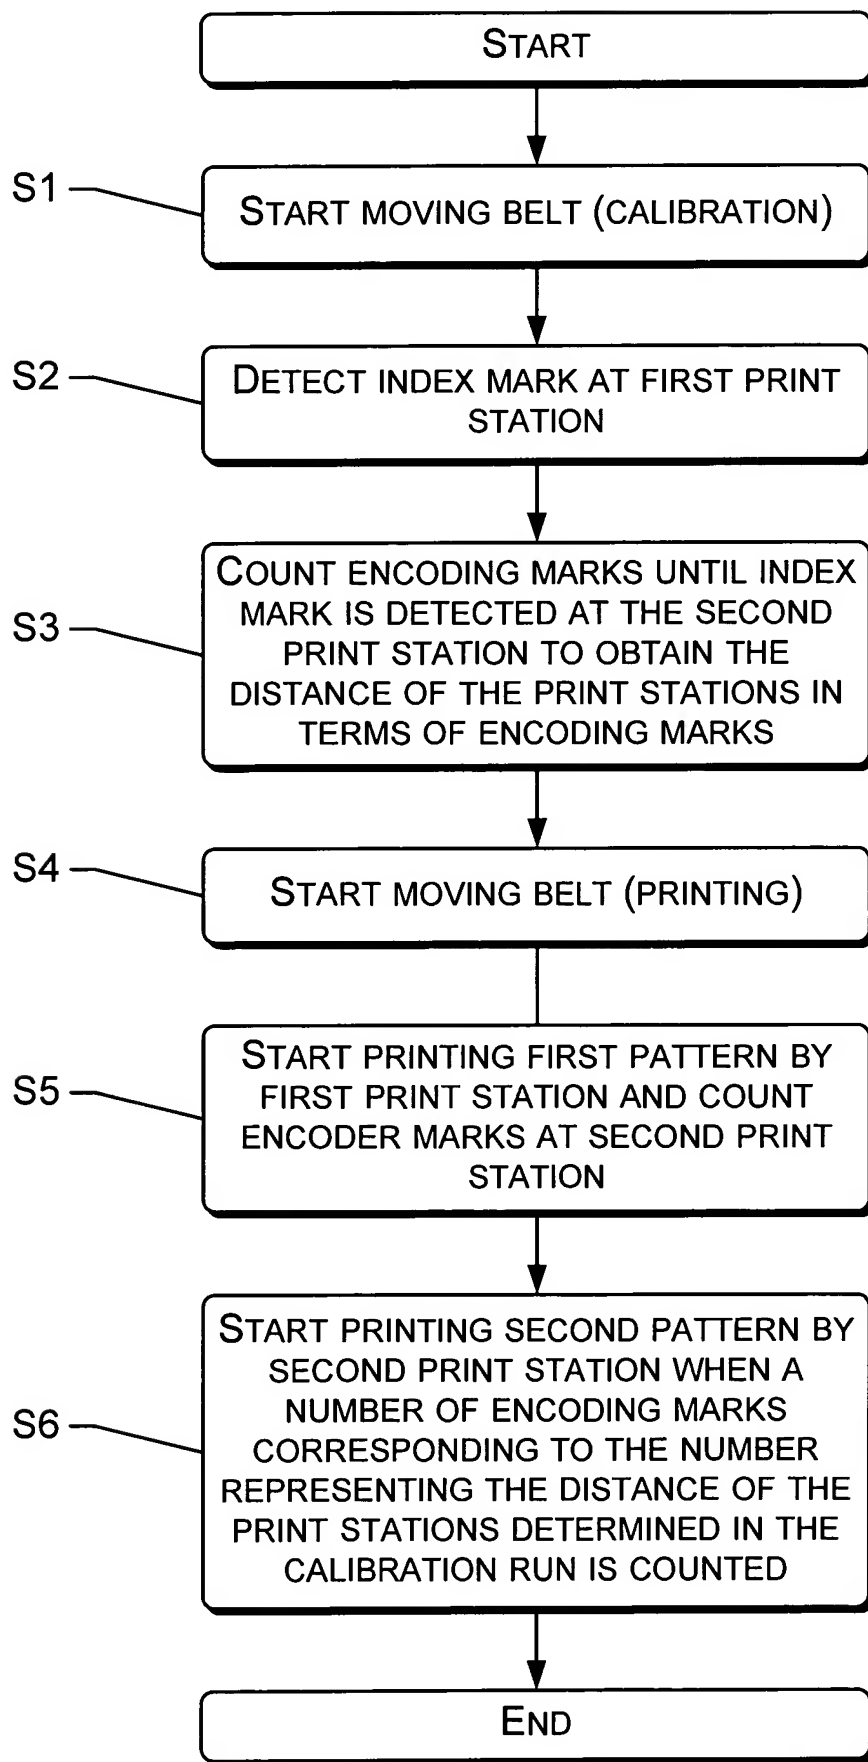 START
S1
START MOVING BELT (CALIBRATION)
S2
DETECT INDEX MARK AT FIRST PRINT
STATION
S3
COUNT ENCODING MARKS UNTIL INDEX
MARK IS DETECTED AT THE SECOND
PRINT STATION TO OBTAIN THE
DISTANCE OF THE PRINT STATIONS IN
TERMS OF ENCODING MARKS
S4
START MOVING BELT (PRINTING)
S5
START PRINTING FIRST PATTERN BY
FIRST PRINT STATION AND COUNT
ENCODER MARKS AT SECOND PRINT
STATION
S6
START PRINTING SECOND PATTERN BY
SECOND PRINT STATION WHEN A
NUMBER OF ENCODING MARKS
CORRESPONDING TO THE NUMBER
REPRESENTING THE DISTANCE OF THE
PRINT STATIONS DETERMINED IN THE
CALIBRATION RUN IS COUNTED
END